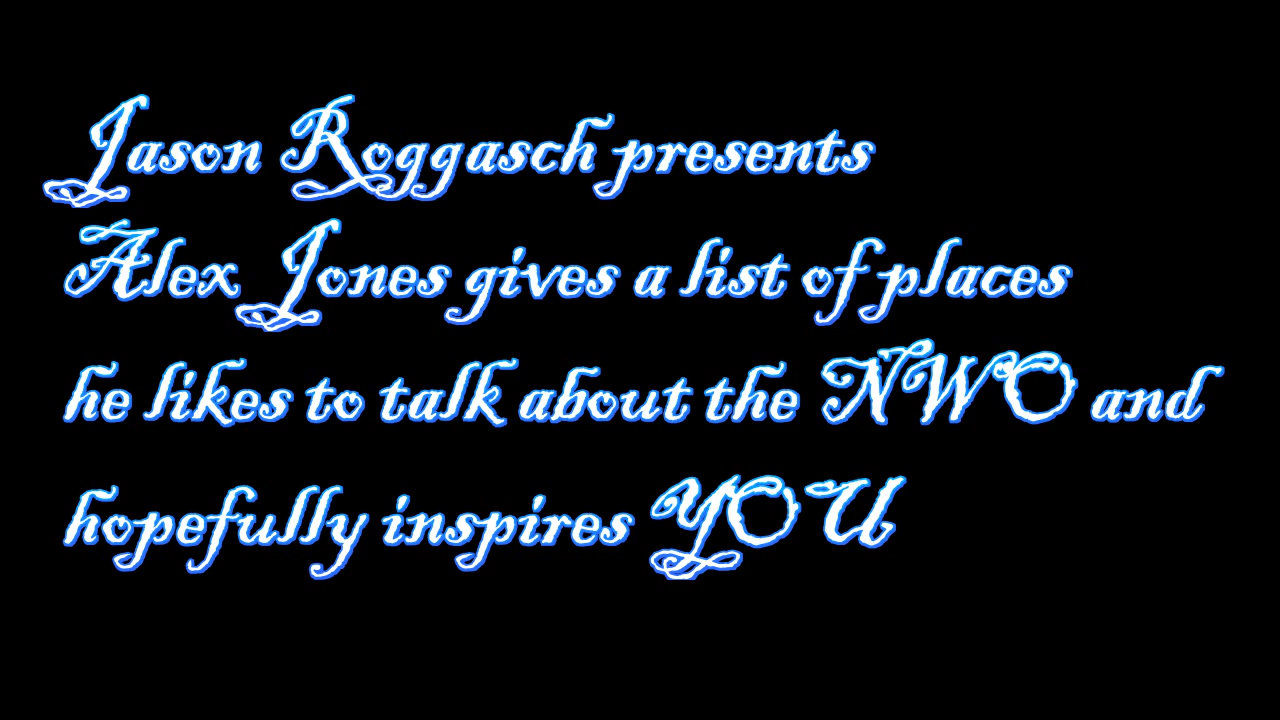 Jason Roggasch presents
Alex Jones gives a list of places
he likes to talk about the NWO and
hopefully inspires YOU